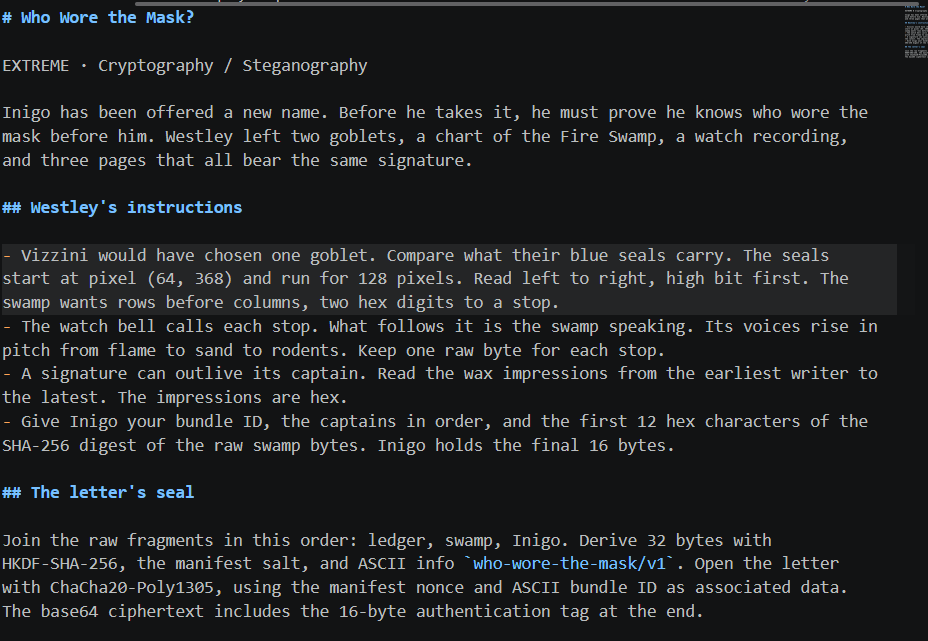 # Who Wore the Mask?
EXTREME · Cryptography / Steganography
Inigo has been offered a new name. Before he takes it, he must prove he knows who wore the
mask before him. Westley left two goblets, a chart of the Fire Swamp, a watch recording,
and three pages that all bear the same signature.
## Westley's instructions
- Vizzini would have chosen one goblet. Compare what their blue seals carry. The seals
start at pixel (64, 368) and run for 128 pixels. Read left to right, high bit first. The
swamp wants rows before columns, two hex digits to a stop.
- The watch bell calls each stop. What follows it is the swamp speaking. Its voices rise in
pitch from flame to sand to rodents. Keep one raw byte for each stop.
- A signature can outlive its captain. Read the wax impressions from the earliest writer to
the latest. The impressions are hex.
- Give Inigo your bundle ID, the captains in order, and the first 12 hex characters of the
SHA-256 digest of the raw swamp bytes. Inigo holds the final 16 bytes.
## The letter's seal
Join the raw fragments in this order: ledger, swamp, Inigo. Derive 32 bytes with
HKDF-SHA-256, the manifest salt, and ASCII info `who-wore-the-mask/v1`. Open the letter
with ChaCha20-Poly1305, using the manifest nonce and ASCII bundle ID as associated data.
The base64 ciphertext includes the 16-byte authentication tag at the end.